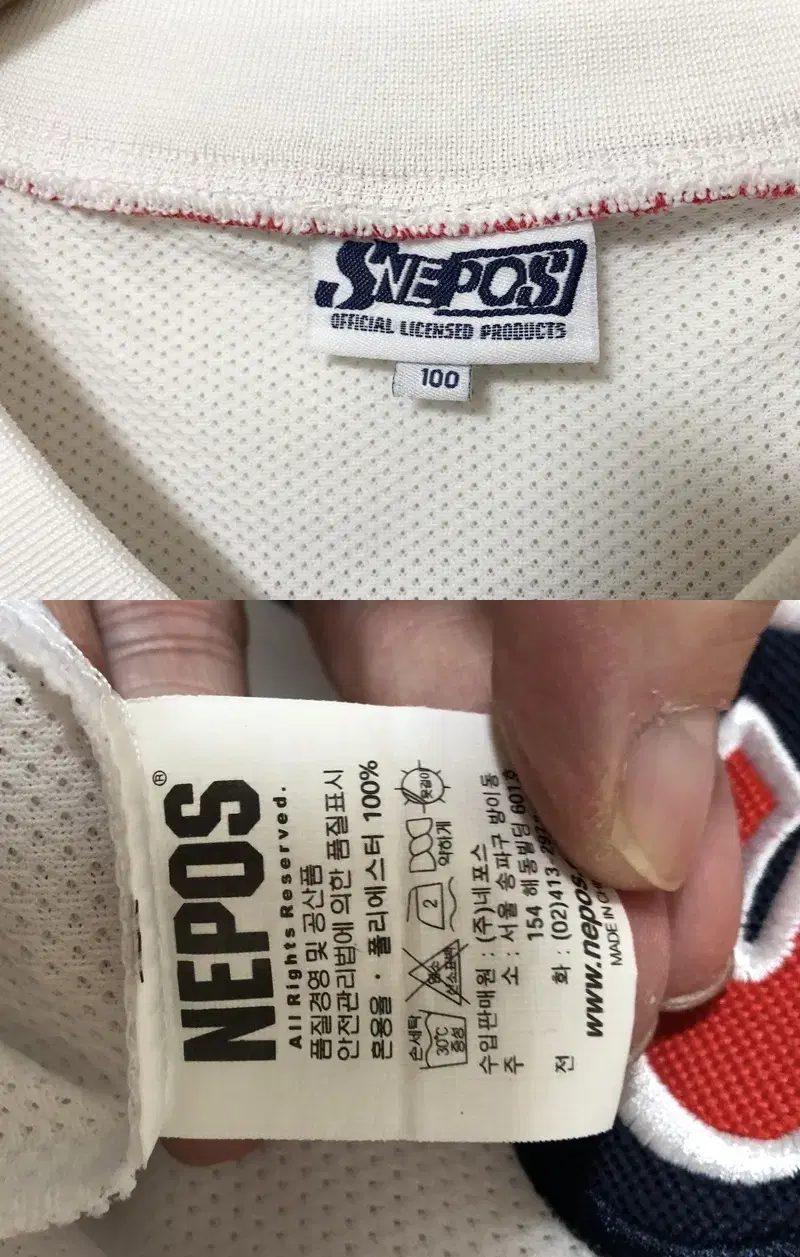 SNEPOS
OFFICIAL LICENSED PRODUCTS
100
NEPOS®
All Rights Reserved.
품질경영 및 공산품
안전관리법에 의한 품질표시
혼용율 · 폴리에스터 100%
손세탁
30℃
중성
2
약하게
옷걸이
수입판매원 : (주)네포스
주 소 : 서울 송파구 방이동
154 해동빌딩 601호
전 화 : (02)413-
www.nepos.
MADE IN